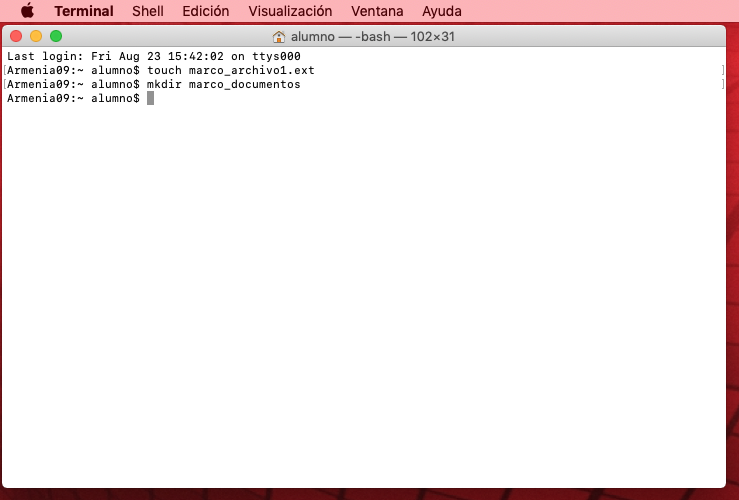 Terminal Shell Edición Visualización Ventana Ayuda
alumno — -bash — 102×31
Last login: Fri Aug 23 15:42:02 on ttys000
[Armenia09:~ alumno$ touch marco_archivo1.ext ]
[Armenia09:~ alumno$ mkdir marco_documentos ]
Armenia09:~ alumno$